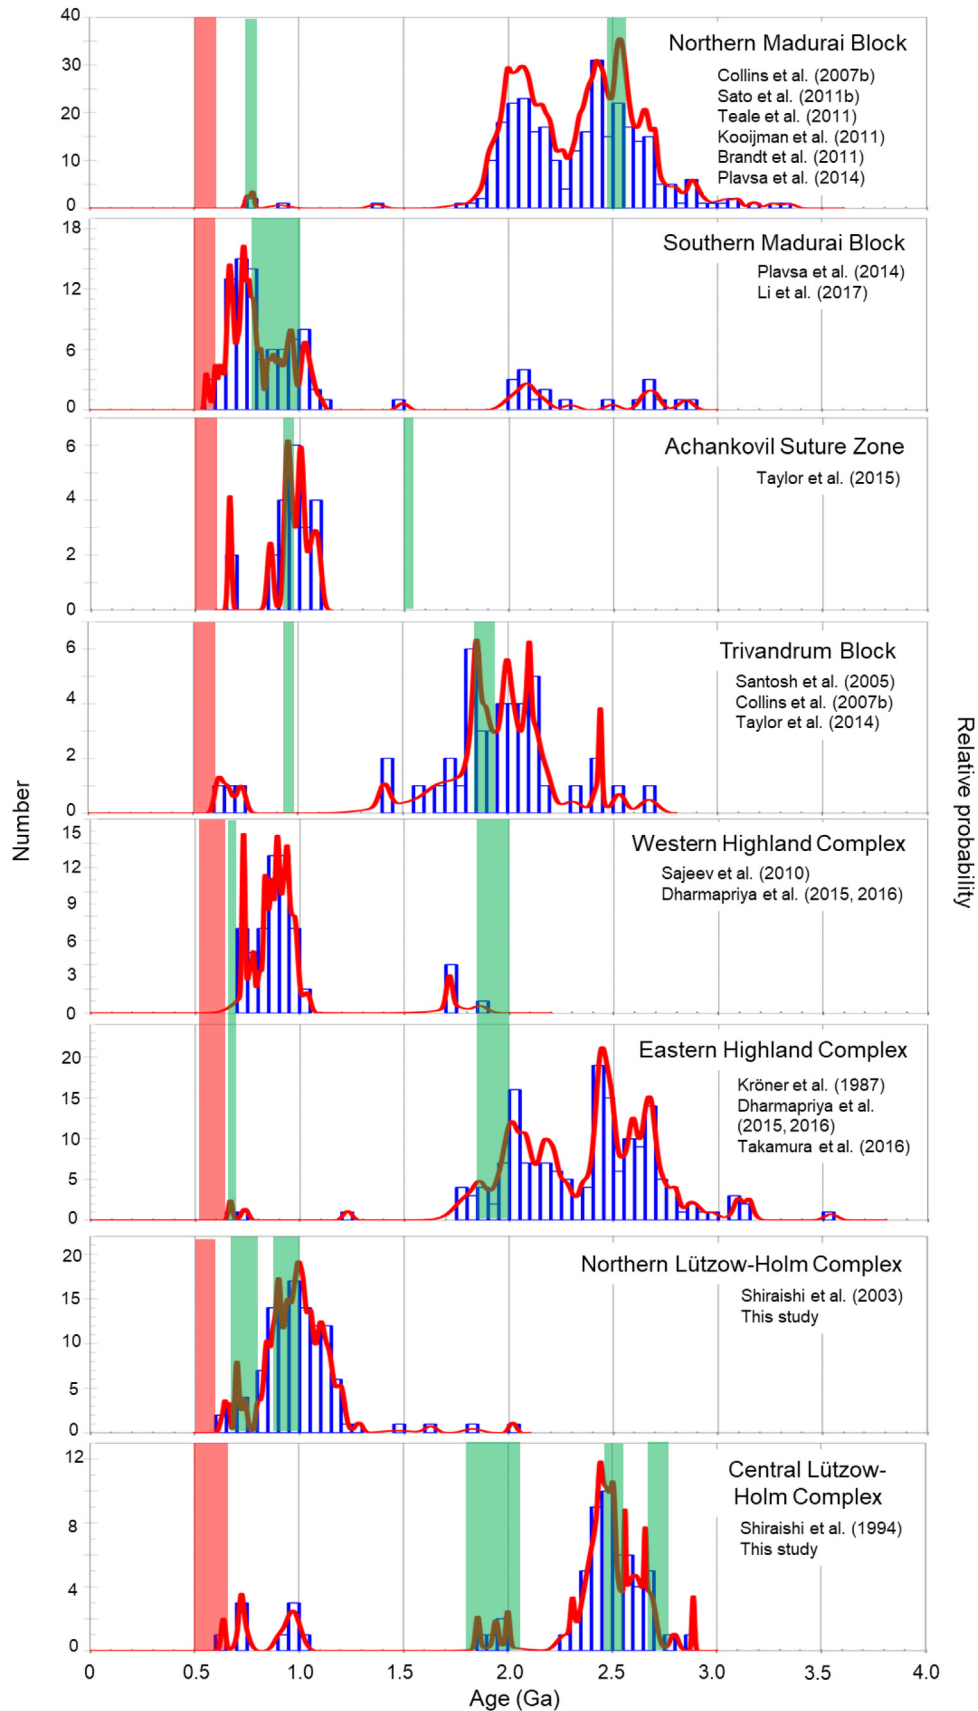 Number
Relative probability
40
30
20
10
0
Northern Madurai Block
Collins et al. (2007b)
Sato et al. (2011b)
Teale et al. (2011)
Kooijman et al. (2011)
Brandt et al. (2011)
Plavsa et al. (2014)
18
12
6
0
Southern Madurai Block
Plavsa et al. (2014)
Li et al. (2017)
6
4
2
0
Achankovil Suture Zone
Taylor et al. (2015)
6
4
2
0
Trivandrum Block
Santosh et al. (2005)
Collins et al. (2007b)
Taylor et al. (2014)
15
12
9
6
3
0
Western Highland Complex
Sajeev et al. (2010)
Dharmapriya et al. (2015, 2016)
20
15
10
5
0
Eastern Highland Complex
Kröner et al. (1987)
Dharmapriya et al.
(2015, 2016)
Takamura et al. (2016)
20
15
10
5
0
Northern Lützow-Holm Complex
Shiraishi et al. (2003)
This study
12
8
4
0
Central Lützow-
Holm Complex
Shiraishi et al. (1994)
This study
0 0.5 1.0 1.5 2.0 2.5 3.0 3.5 4.0
Age (Ga)